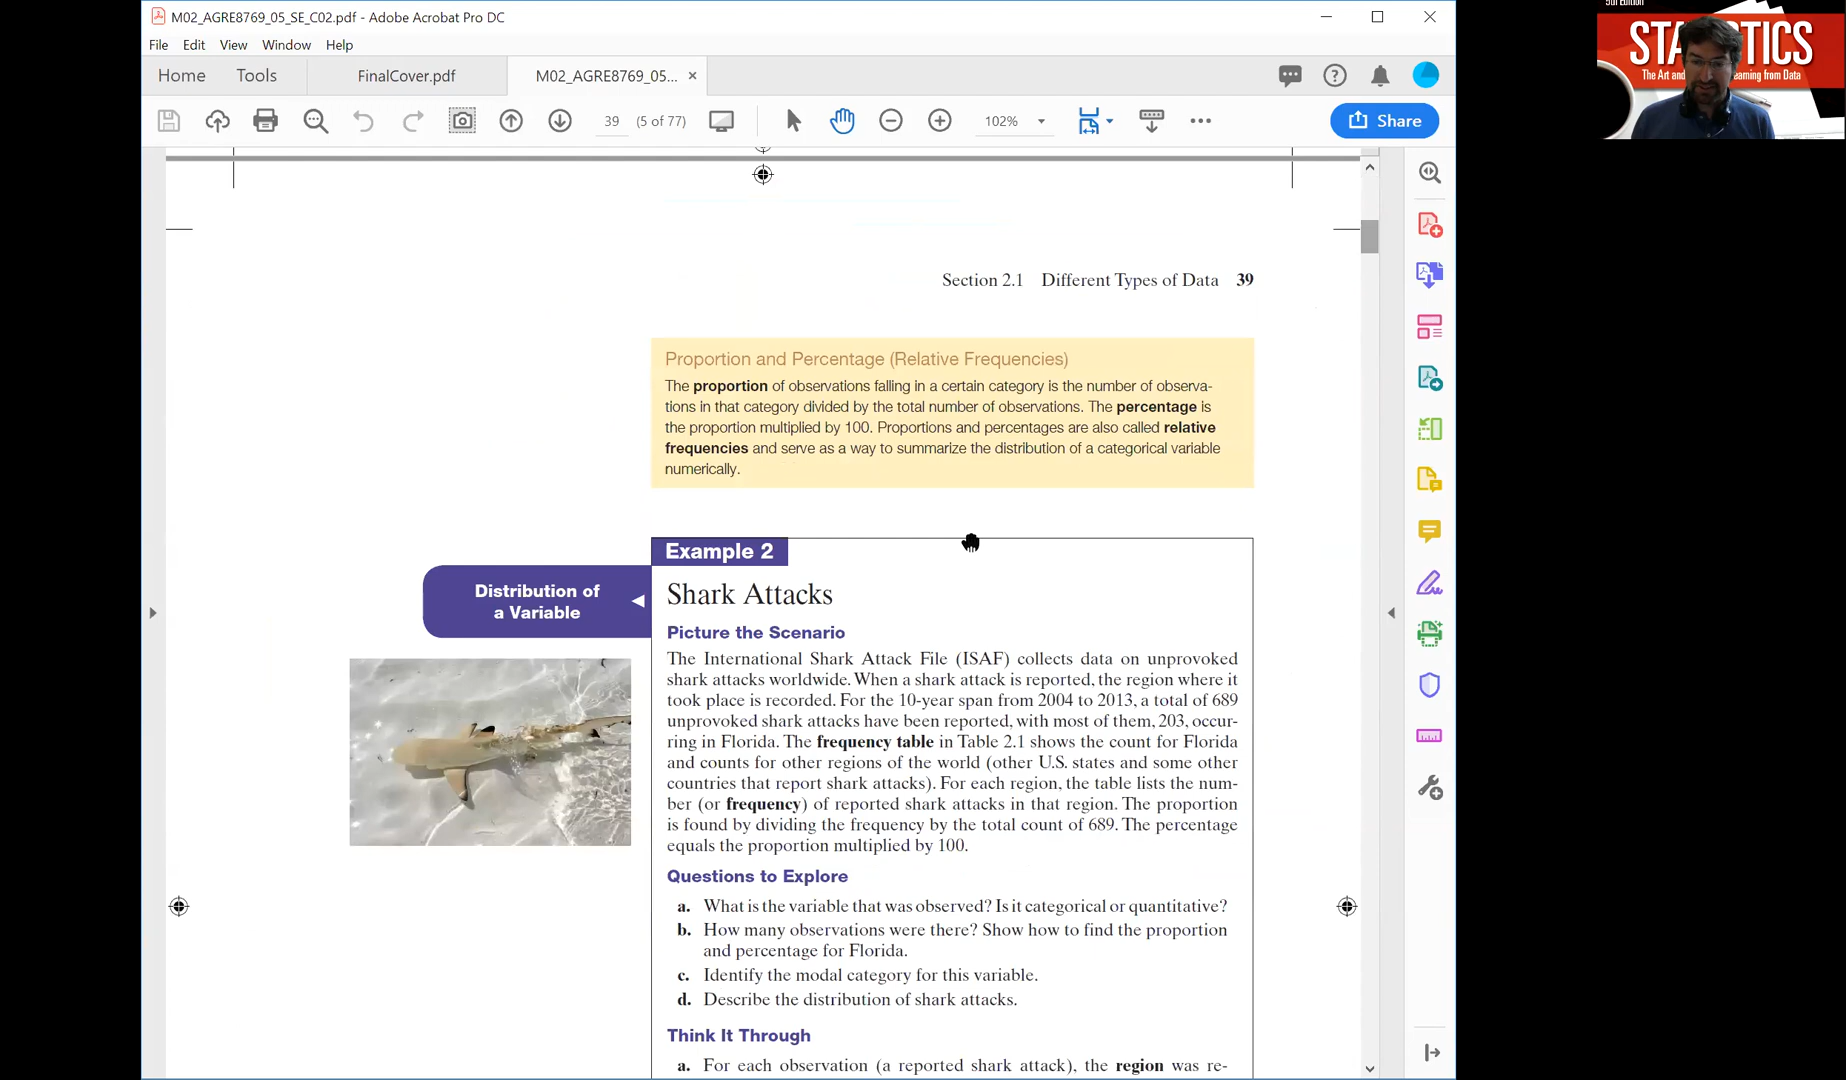 M02_AGRE8769_05_SE_C02.pdf - Adobe Acrobat Pro DC
File Edit View Window Help
Home Tools FinalCover.pdf M02_AGRE8769_05... ×
39 (5 of 77) 102% Share
5th Edition
The Art and
earning from Data
Section 2.1 Different Types of Data 39
Proportion and Percentage (Relative Frequencies)
The proportion of observations falling in a certain category is the number of observa-
tions in that category divided by the total number of observations. The percentage is
the proportion multiplied by 100. Proportions and percentages are also called relative
frequencies and serve as a way to summarize the distribution of a categorical variable
numerically.
Example 2
Distribution of
a Variable
Shark Attacks
Picture the Scenario
The International Shark Attack File (ISAF) collects data on unprovoked
shark attacks worldwide. When a shark attack is reported, the region where it
took place is recorded. For the 10-year span from 2004 to 2013, a total of 689
unprovoked shark attacks have been reported, with most of them, 203, occur-
ring in Florida. The frequency table in Table 2.1 shows the count for Florida
and counts for other regions of the world (other U.S. states and some other
countries that report shark attacks). For each region, the table lists the num-
ber (or frequency) of reported shark attacks in that region. The proportion
is found by dividing the frequency by the total count of 689. The percentage
equals the proportion multiplied by 100.
Questions to Explore
a. What is the variable that was observed? Is it categorical or quantitative?
b. How many observations were there? Show how to find the proportion
and percentage for Florida.
c. Identify the modal category for this variable.
d. Describe the distribution of shark attacks.
Think It Through
a. For each observation (a reported shark attack), the region was re-